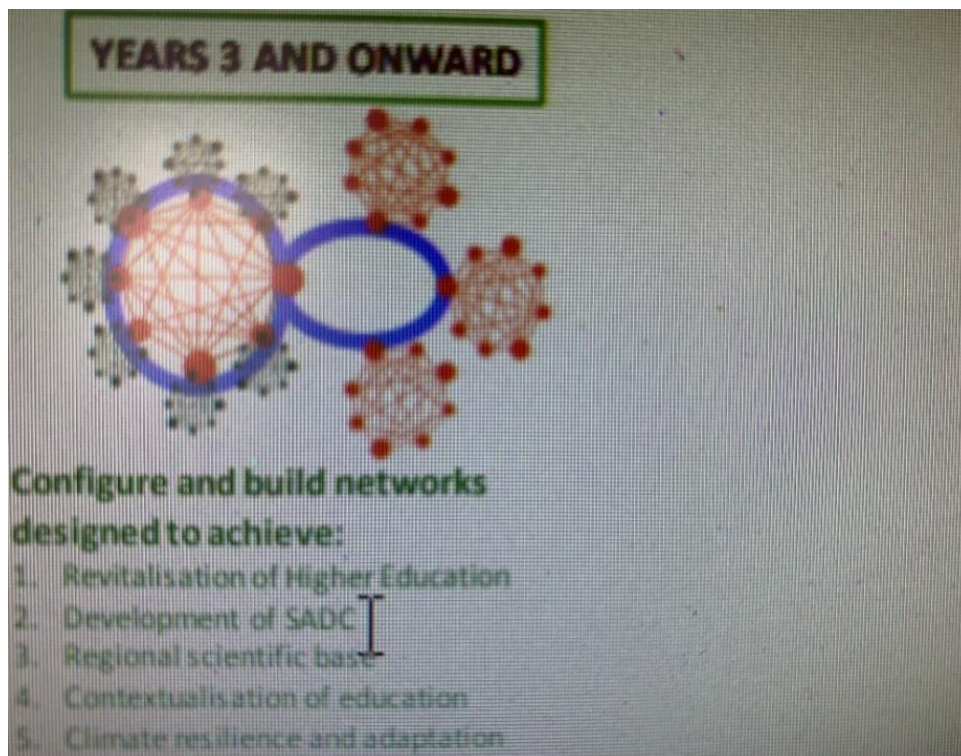 YEARS 3 AND ONWARD
Configure and build networks
designed to achieve:
1. Revitalisation of Higher Education
2. Development of SADC
3. Regional scientific base
4. Contextualisation of education
5. Climate resilience and adaptation